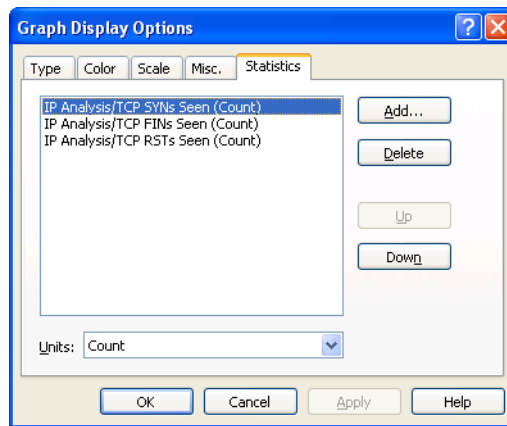 Graph Display Options
Type Color Scale Misc. Statistics
IP Analysis/TCP SYNs Seen (Count)
IP Analysis/TCP FINs Seen (Count)
IP Analysis/TCP RSTs Seen (Count)
Add...
Delete
Up
Down
Units: Count
OK Cancel Apply Help